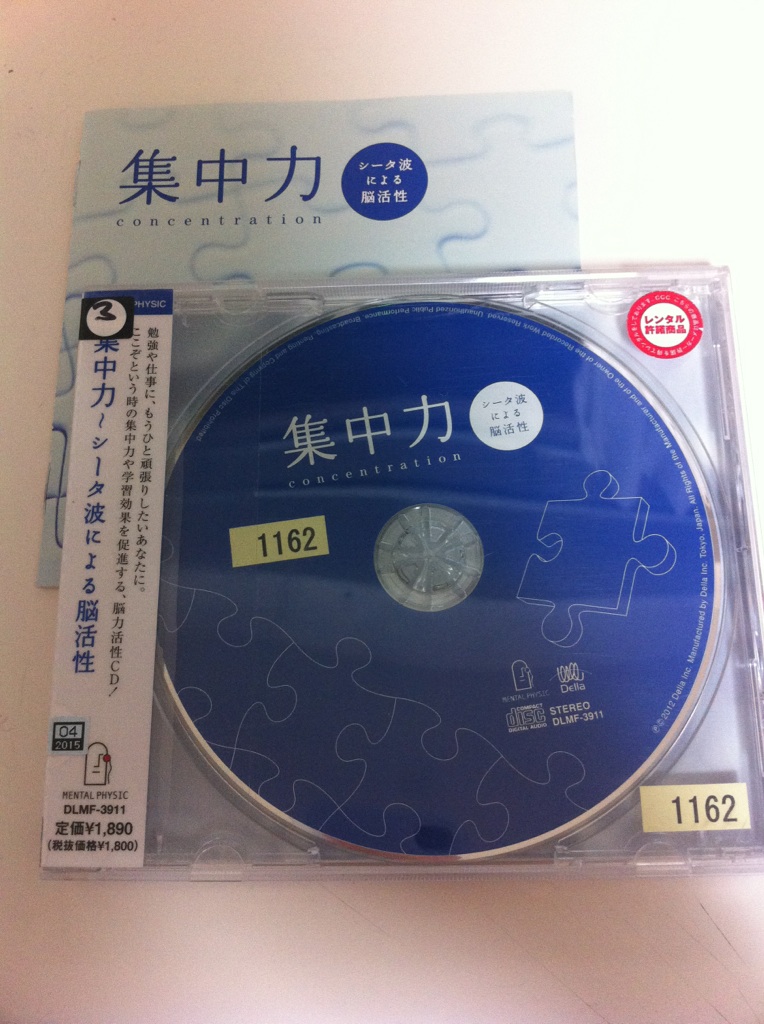 集中力
シータ波
による
脳活性
concentration
PHYSIC
3
集中力～シータ波による脳活性
勉強や仕事に、もうひと頑張りしたいあなたに。
ここぞという時の集中力や学習効果を促進する、脳力活性CD!
04
2015
MENTAL PHYSIC
DLMF-3911
定価¥1,890
(税抜価格¥1,800)
レンタル
許諾商品
集中力
シータ波
による
脳活性
concentration
1162
MENTAL PHYSIC
Della
COMPACT
disc
DIGITAL AUDIO
STEREO
DLMF-3911
1162
℗©2012 Della Inc. Manufactured by Della Inc. Tokyo, Japan. All Rights of the Manufacturer and of the Owner of the Recorded Work Reserved. Unauthorized Public Performance, Broadcasting, Renting and Copying of This Disc Prohibited.